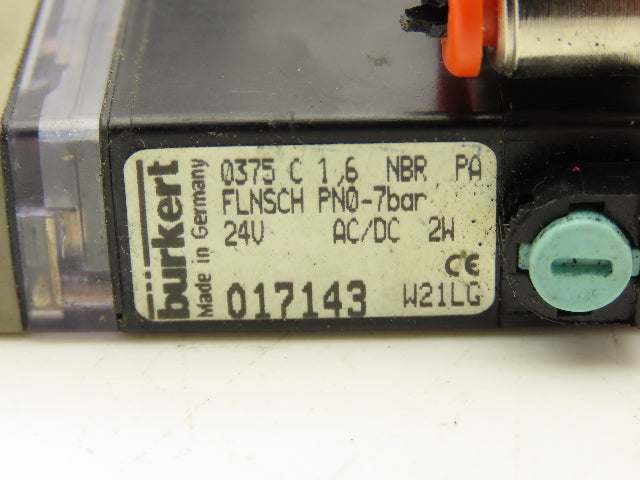 bürkert
Made in Germany
0375 C 1,6 NBR PA
FLNSCH PN0-7bar
24V AC/DC 2W
CE
017143 W21LG